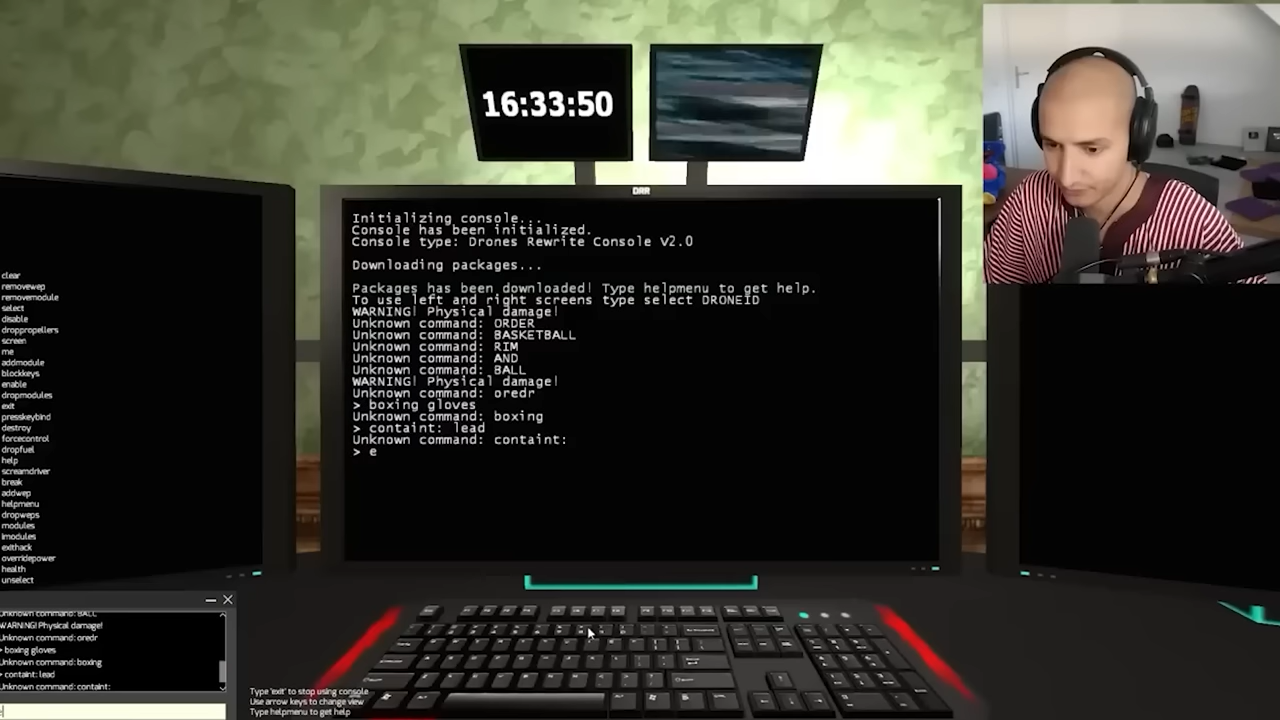 16:33:50
DRR
Initializing console...
Console has been initialized.
Console type: Drones Rewrite Console V2.0
Downloading packages...
Packages has been downloaded! Type helpmenu to get help.
To use left and right screens type select DRONEID
WARNING! Physical damage!
Unknown command: ORDER
Unknown command: BASKETBALL
Unknown command: RIM
Unknown command: AND
Unknown command: BALL
WARNING! Physical damage!
Unknown command: oredr
> boxing gloves
Unknown command: boxing
> containt: lead
Unknown command: containt:
> e
clear
removewep
removemodule
select
disable
droppropellers
screen
me
addmodule
blockkeys
enable
dropmodules
exit
presskeybind
destroy
forcecontrol
dropfuel
help
screamdriver
break
addwep
helpmenu
dropweps
modules
lmodules
exithack
overridepower
health
unselect
Unknown command: BALL
WARNING! Physical damage!
Unknown command: oredr
> boxing gloves
Unknown command: boxing
> containt: lead
Unknown command: containt:
Type 'exit' to stop using console
Use arrow keys to change view
Type helpmenu to get help